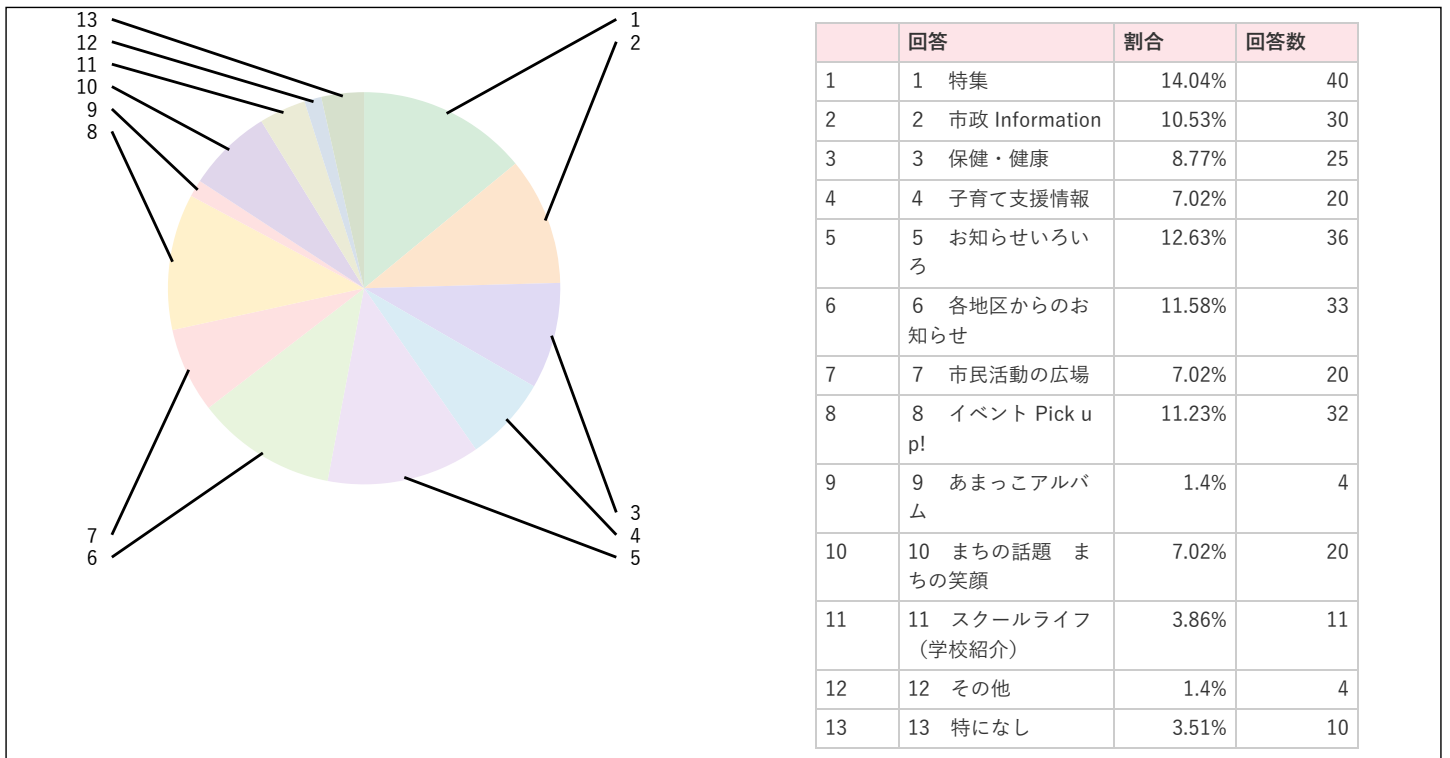 13
12
11
10
9
8
1
2
7
6
3
4
5
回答 割合 回答数
1 1 特集 14.04% 40
2 2 市政 Information 10.53% 30
3 3 保健・健康 8.77% 25
4 4 子育て支援情報 7.02% 20
5 5 お知らせいろい 12.63% 36
ろ
6 6 各地区からのお 11.58% 33
知らせ
7 7 市民活動の広場 7.02% 20
8 8 イベント Pick u 11.23% 32
p!
9 9 あまっこアルバ 1.4% 4
ム
10 10 まちの話題 ま 7.02% 20
ちの笑顔
11 11 スクールライフ 3.86% 11
（学校紹介）
12 12 その他 1.4% 4
13 13 特になし 3.51% 10